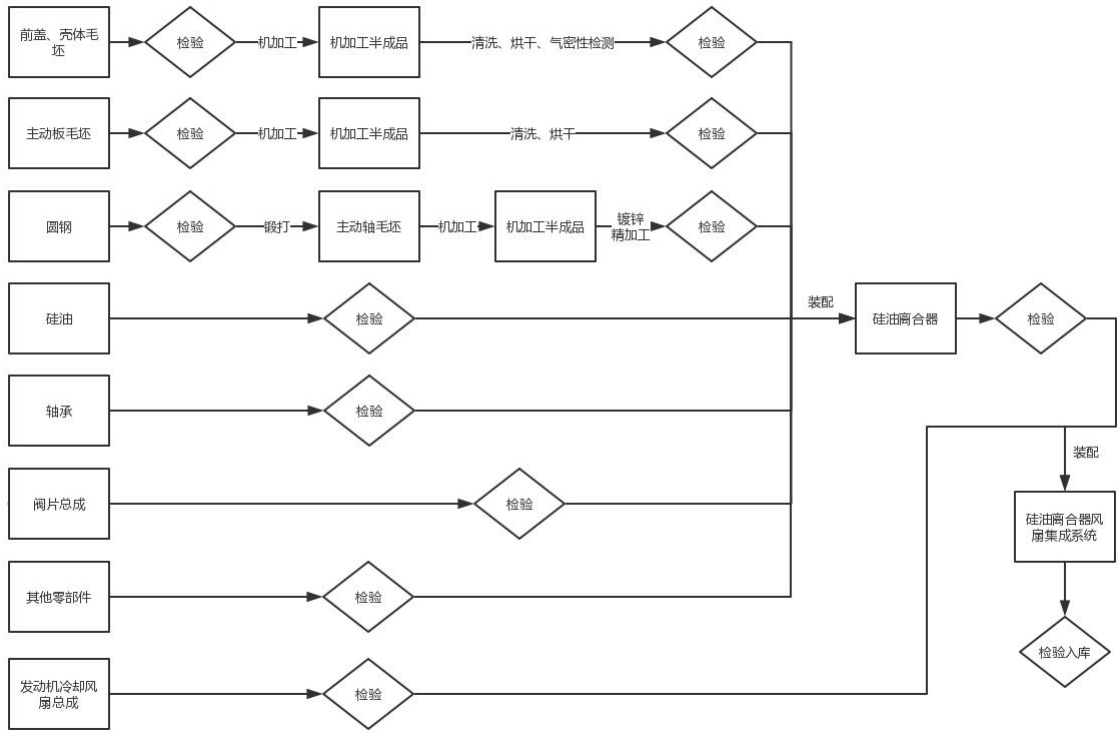 前盖、壳体毛
坯
检验
机加工
机加工半成品
清洗、烘干、气密性检测
检验
主动板毛坯
检验
机加工
机加工半成品
清洗、烘干
检验
圆钢
检验
锻打
主动轴毛坯
机加工
机加工半成品
镀锌
精加工
检验
硅油
检验
装配
硅油离合器
检验
轴承
检验
阀片总成
检验
装配
硅油离合器风
扇集成系统
其他零部件
检验
检验入库
发动机冷却风
扇总成
检验